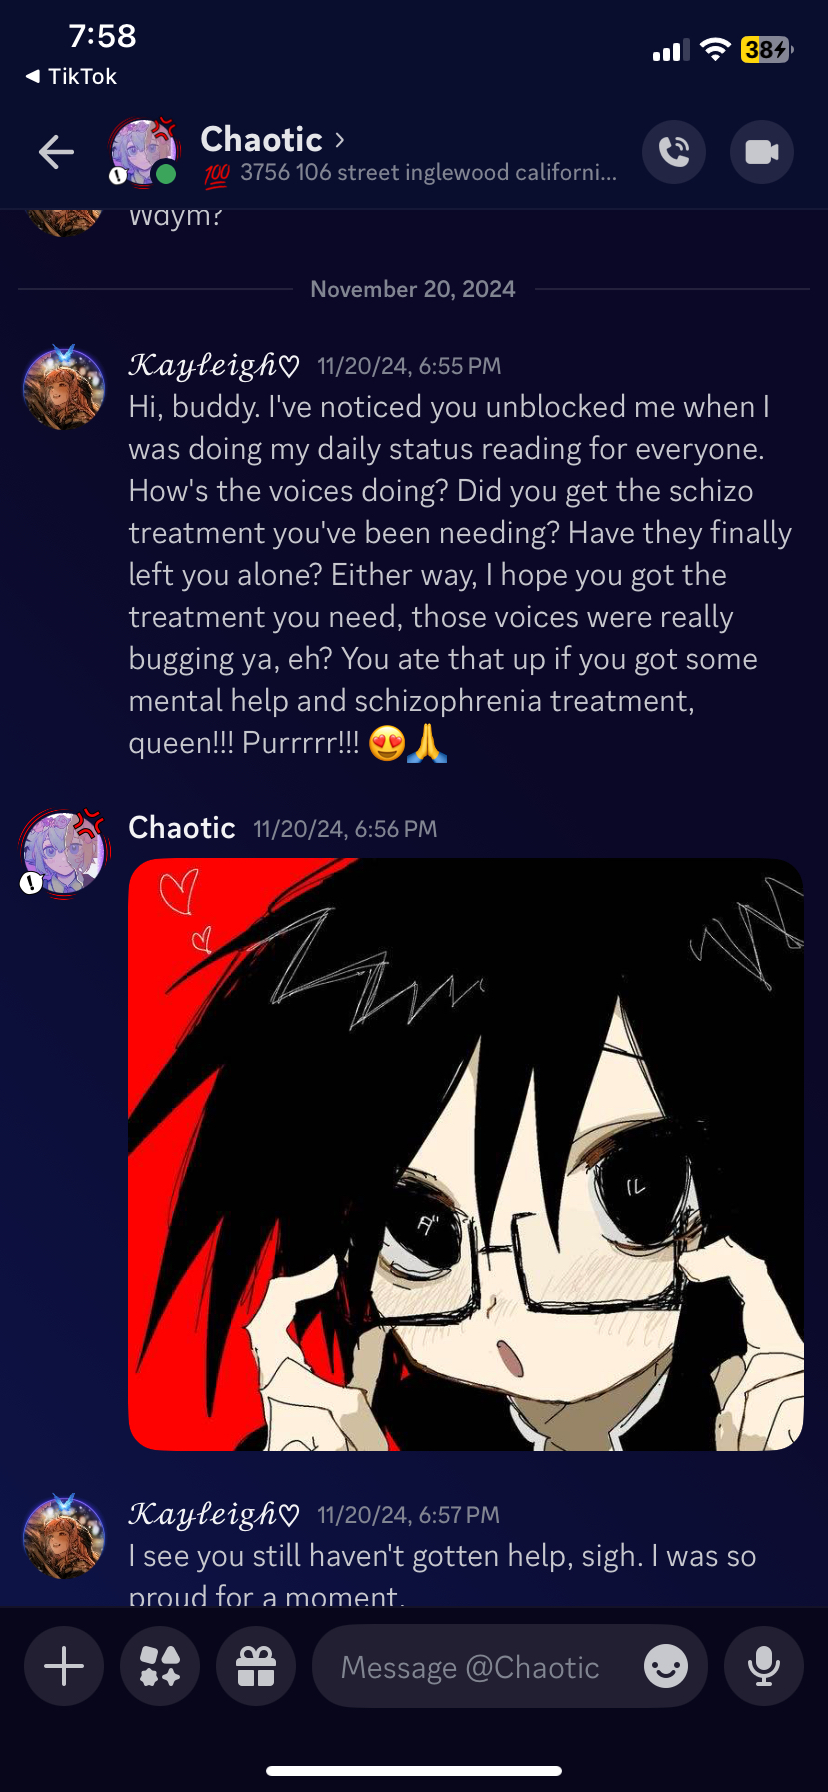 7:58
38
◀ TikTok
Chaotic ›
💯 3756 106 street inglewood californi...
Wdym?
November 20, 2024
𝒦𝒶𝓎𝓁𝑒𝒾𝑔𝒽♡ 11/20/24, 6:55 PM
Hi, buddy. I've noticed you unblocked me when I
was doing my daily status reading for everyone.
How's the voices doing? Did you get the schizo
treatment you've been needing? Have they finally
left you alone? Either way, I hope you got the
treatment you need, those voices were really
bugging ya, eh? You ate that up if you got some
mental help and schizophrenia treatment,
queen!!! Purrrrr!!! 😍🙏
Chaotic 11/20/24, 6:56 PM
𝒦𝒶𝓎𝓁𝑒𝒾𝑔𝒽♡ 11/20/24, 6:57 PM
I see you still haven't gotten help, sigh. I was so
proud for a moment.
Message @Chaotic